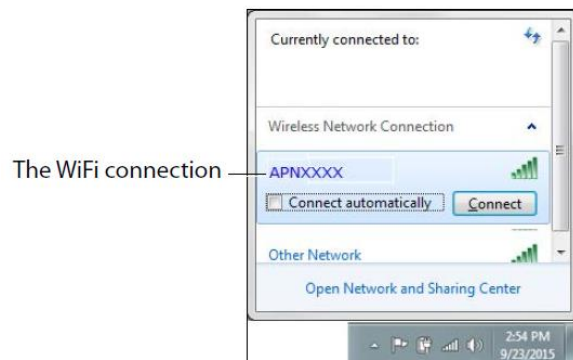 Currently connected to:
Wireless Network Connection
The WiFi connection
APNXXXX
Connect automatically
Connect
Other Network
Open Network and Sharing Center
2:54 PM
9/23/2015